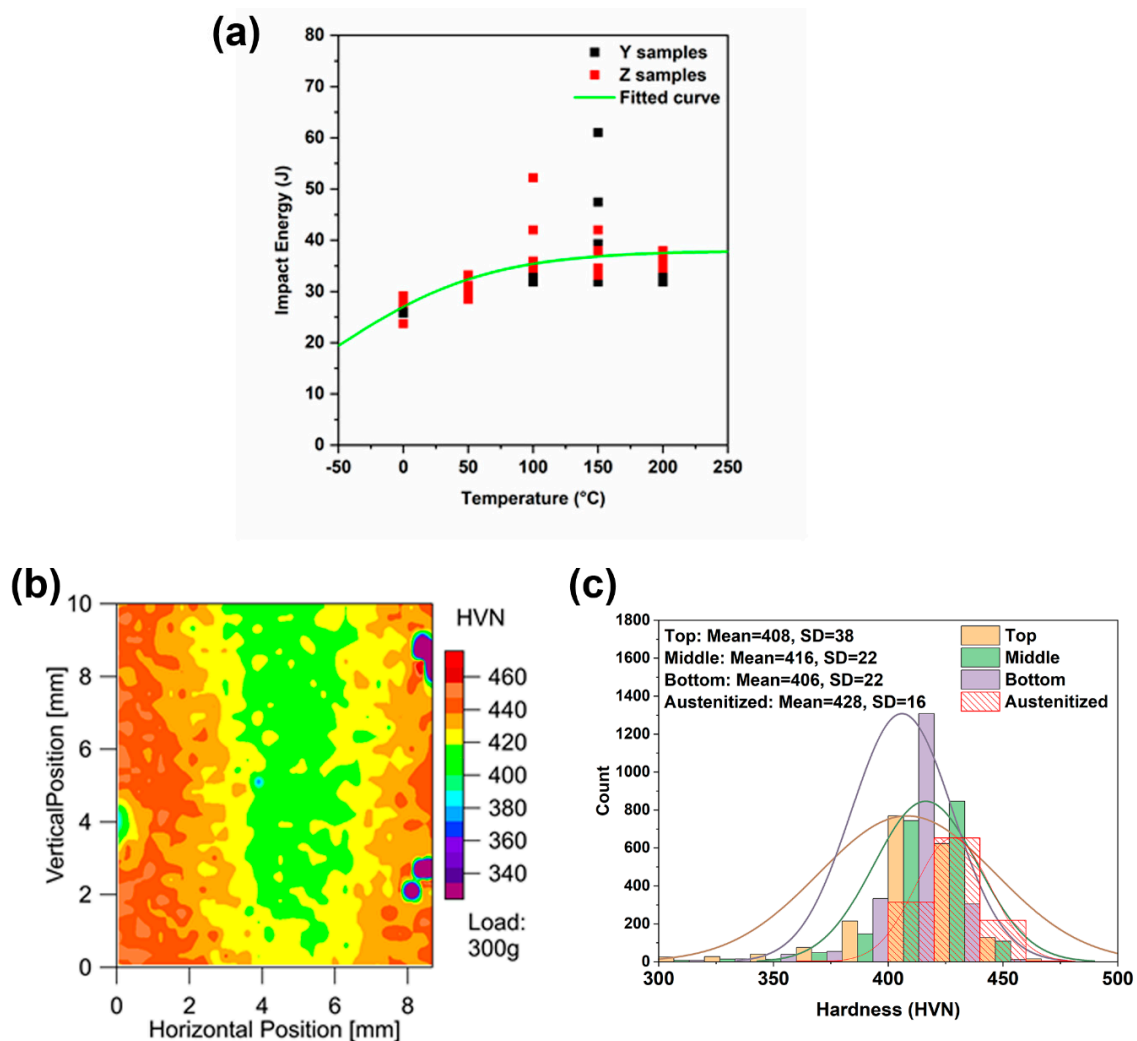 (a)
80
70
60
50
40
30
20
10
0
Impact Energy (J)
Y samples
Z samples
Fitted curve
-50 0 50 100 150 200 250
Temperature (°C)
(b)
10
8
6
4
2
0
VerticalPosition [mm]
0 2 4 6 8
Horizontal Position [mm]
HVN
460
440
420
400
380
360
340
Load:
300g
(c)
1800
1600
1400
1200
1000
800
600
400
200
0
Count
Top: Mean=408, SD=38
Middle: Mean=416, SD=22
Bottom: Mean=406, SD=22
Austenitized: Mean=428, SD=16
Top
Middle
Bottom
Austenitized
300 350 400 450 500
Hardness (HVN)